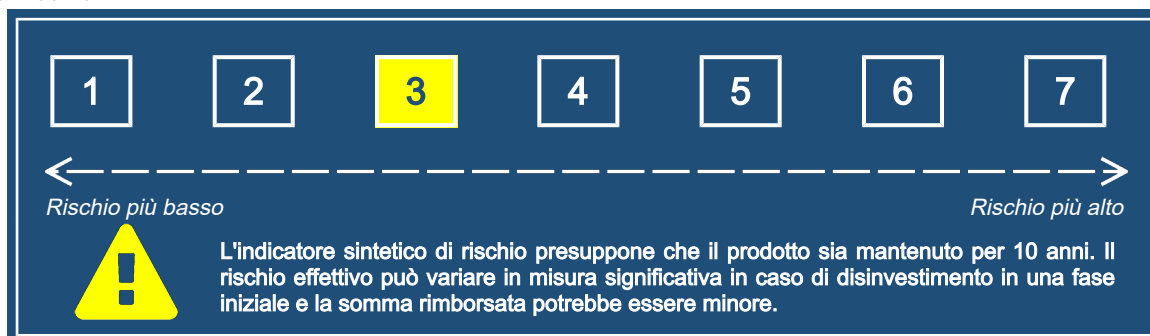 1 2 3 4 5 6 7
Rischio più basso Rischio più alto
L'indicatore sintetico di rischio presuppone che il prodotto sia mantenuto per 10 anni. Il
rischio effettivo può variare in misura significativa in caso di disinvestimento in una fase
iniziale e la somma rimborsata potrebbe essere minore.